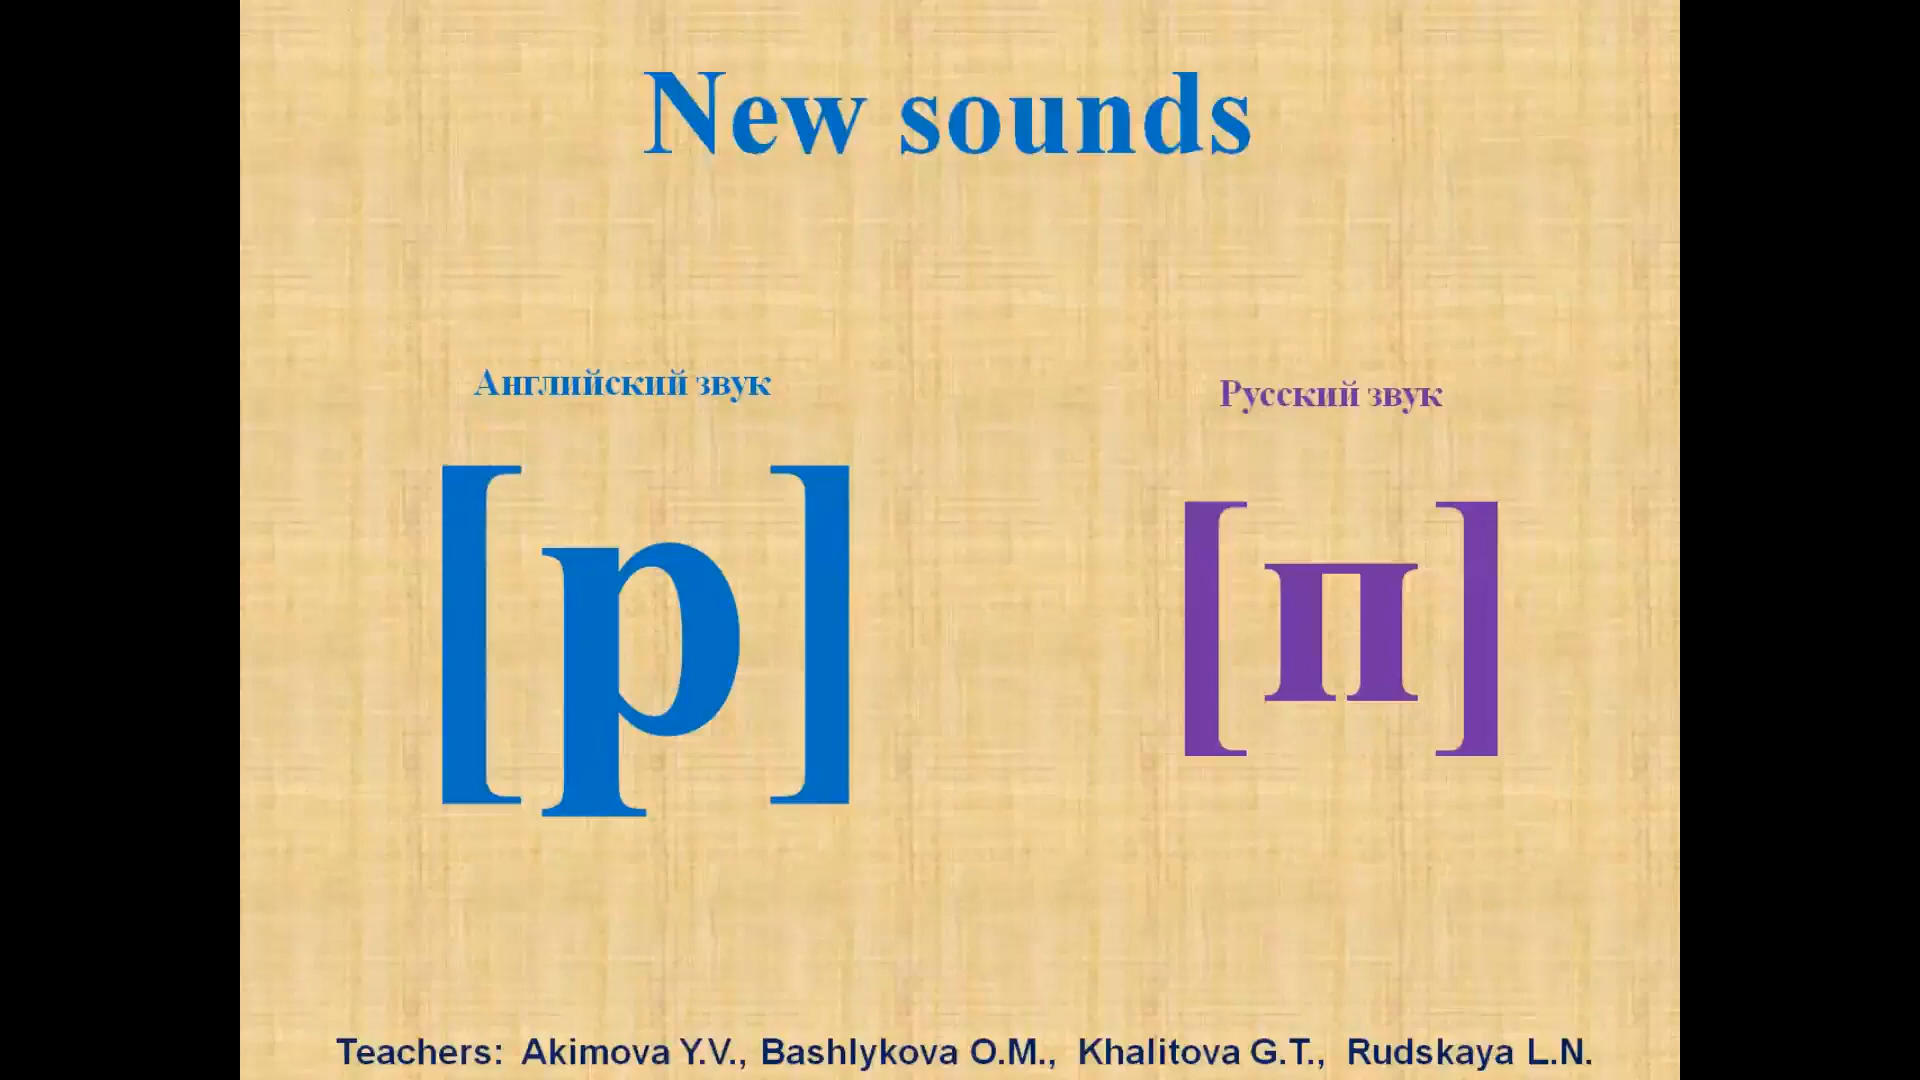 New sounds
Английский звук
Русский звук
[p]
[п]
Teachers: Akimova Y.V., Bashlykova O.M., Khalitova G.T., Rudskaya L.N.